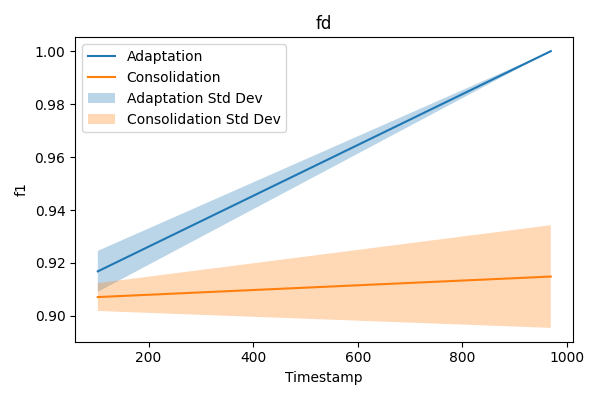 fd
Adaptation
Consolidation
Adaptation Std Dev
Consolidation Std Dev
1.00
0.98
0.96
0.94
0.92
0.90
f1
200
400
600
800
1000
Timestamp